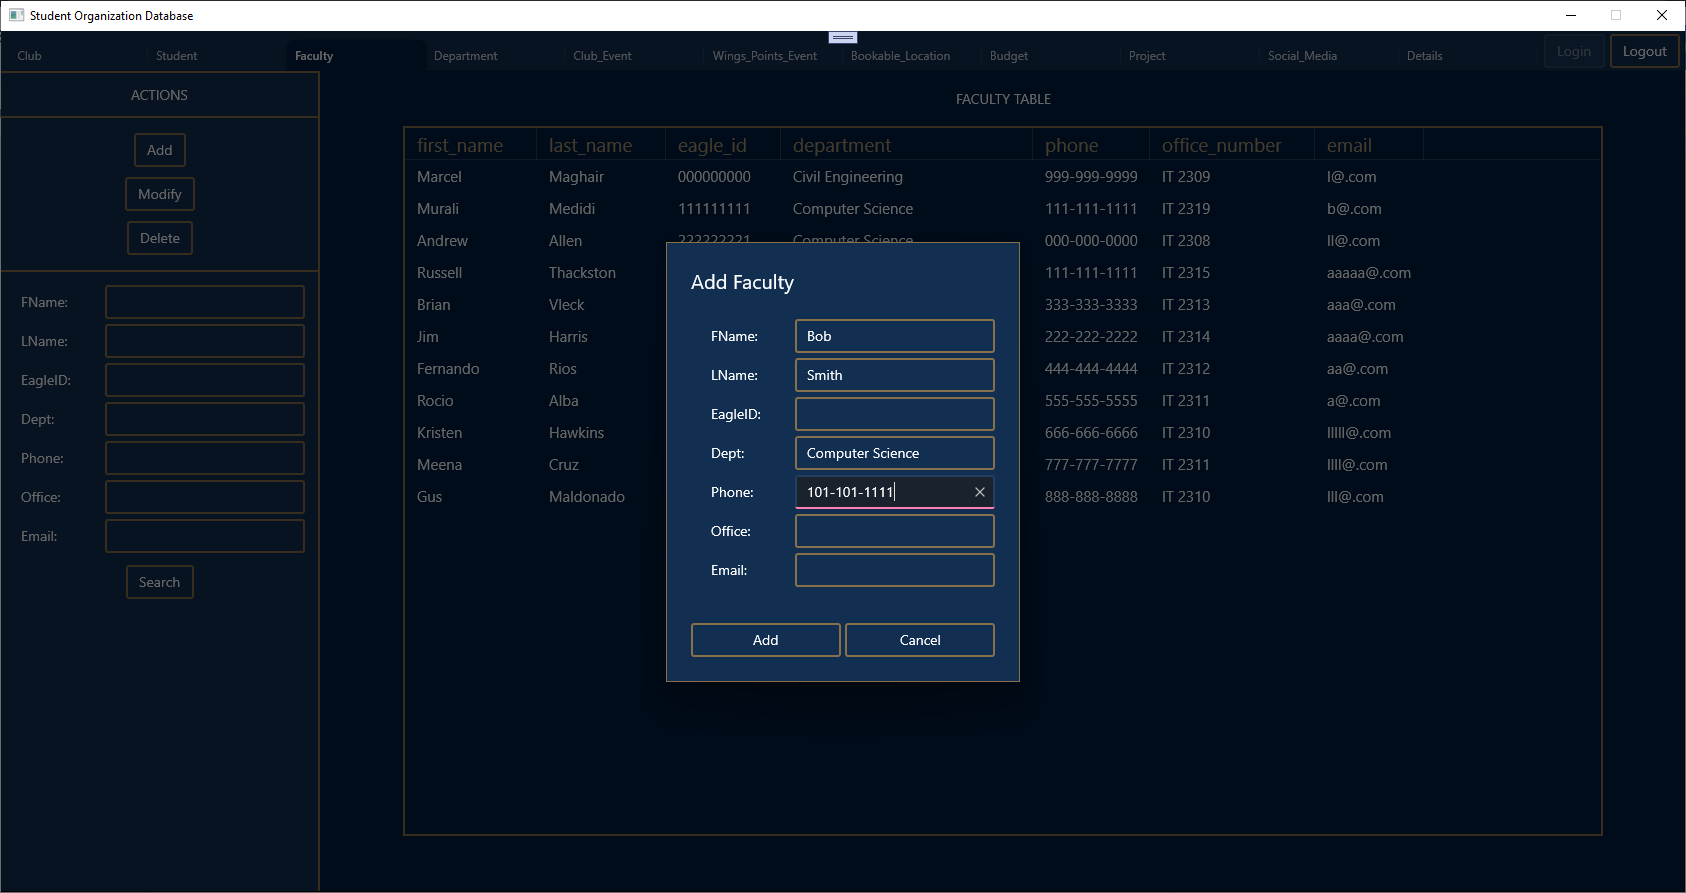 Student Organization Database
Club Student Faculty Department Club_Event Wings_Points_Event Bookable_Location Budget Project Social_Media Details Login Logout
ACTIONS
Add
Modify
Delete
FName:
LName:
EagleID:
Dept:
Phone:
Office:
Email:
Search
FACULTY TABLE
first_name last_name eagle_id department phone office_number email
Marcel Maghair 000000000 Civil Engineering 999-999-9999 IT 2309 l@.com
Murali Medidi 111111111 Computer Science 111-111-1111 IT 2319 b@.com
Andrew Allen 222222221 Computer Science 000-000-0000 IT 2308 ll@.com
Russell Thackston 111-111-1111 IT 2315 aaaaa@.com
Brian Vleck 333-333-3333 IT 2313 aaa@.com
Jim Harris 222-222-2222 IT 2314 aaaa@.com
Fernando Rios 444-444-4444 IT 2312 aa@.com
Rocio Alba 555-555-5555 IT 2311 a@.com
Kristen Hawkins 666-666-6666 IT 2310 lllll@.com
Meena Cruz 777-777-7777 IT 2311 llll@.com
Gus Maldonado 888-888-8888 IT 2310 lll@.com
Add Faculty
FName: Bob
LName: Smith
EagleID:
Dept: Computer Science
Phone: 101-101-1111
Office:
Email:
Add Cancel